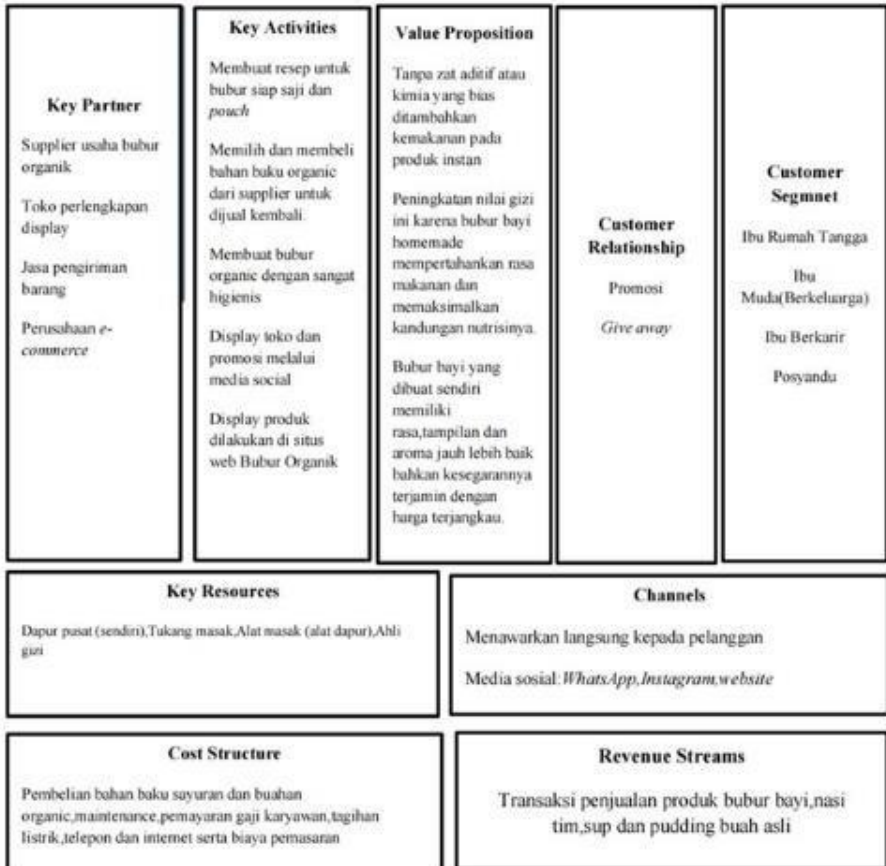 Key Partner
Supplier usaha bubur
organik
Toko perlengkapan
display
Jasa pengiriman
barang
Perusahaan e-
commerce
Key Activities
Membuat resep untuk
bubur siap saji dan
pouch
Memilih dan membeli
bahan baku organic
dari supplier untuk
dijual kembali.
Membuat bubur
organic dengan sangat
higienis
Display toko dan
promosi melalui
media social
Display produk
dilakukan di situs
web Bubur Organik
Value Proposition
Tanpa zat aditif atau
kimia yang bias
ditambahkan
kemakanan pada
produk instan
Peningkatan nilai gizi
ini karena bubur bayi
homemade
mempertahankan rasa
makanan dan
memaksimalkan
kandungan nutrisinya.
Bubur bayi yang
dibuat sendiri
memiliki
rasa,tampilan dan
aroma jauh lebih baik
bahkan kesegarannya
terjamin dengan
harga terjangkau.
Customer
Relationship
Promosi
Give away
Customer
Segmnet
Ibu Rumah Tangga
Ibu
Muda(Berkeluarga)
Ibu Berkarir
Posyandu
Key Resources
Dapur pusat (sendiri),Tukang masak,Alat masak (alat dapur),Ahli
gizi
Channels
Menawarkan langsung kepada pelanggan
Media sosial:WhatsApp,Instagram,website
Cost Structure
Pembelian bahan baku sayuran dan buahan
organic,maintenance,pemayaran gaji karyawan,tagihan
listrik,telepon dan internet serta biaya pemasaran
Revenue Streams
Transaksi penjualan produk bubur bayi,nasi
tim,sup dan pudding buah asli